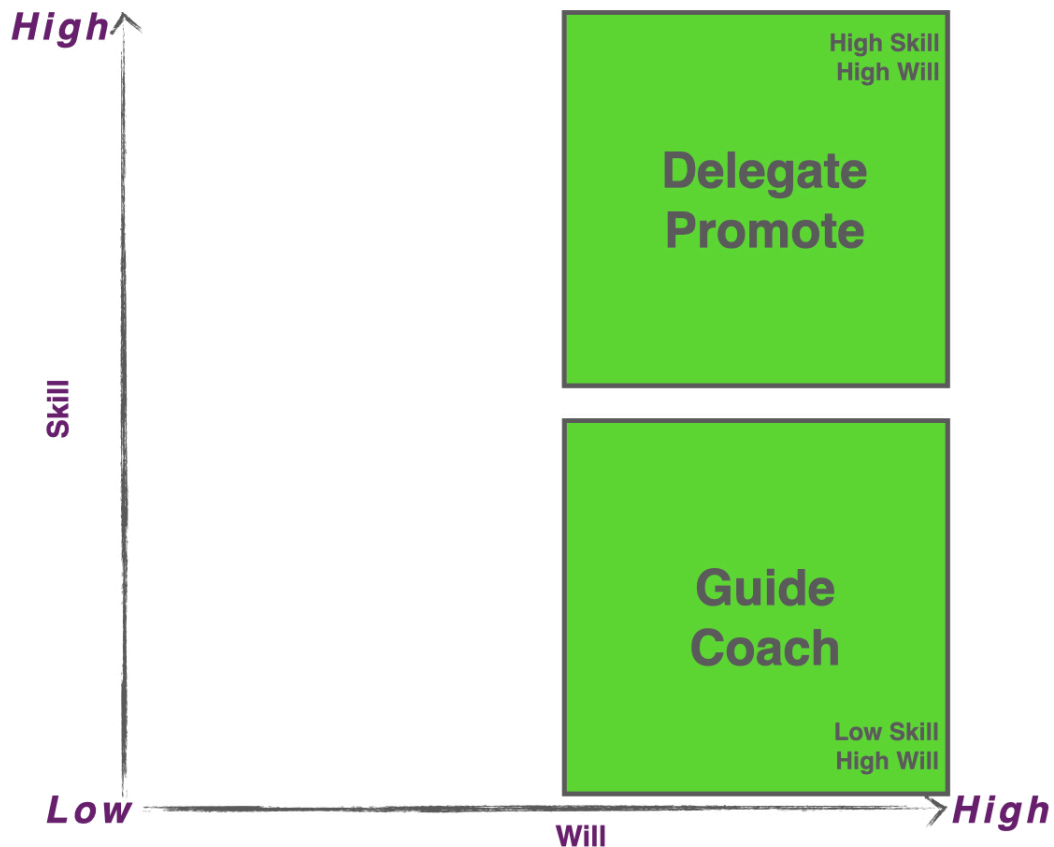 High
High Skill
High Will
Delegate
Promote
Skill
Guide
Coach
Low Skill
High Will
Low
High
Will